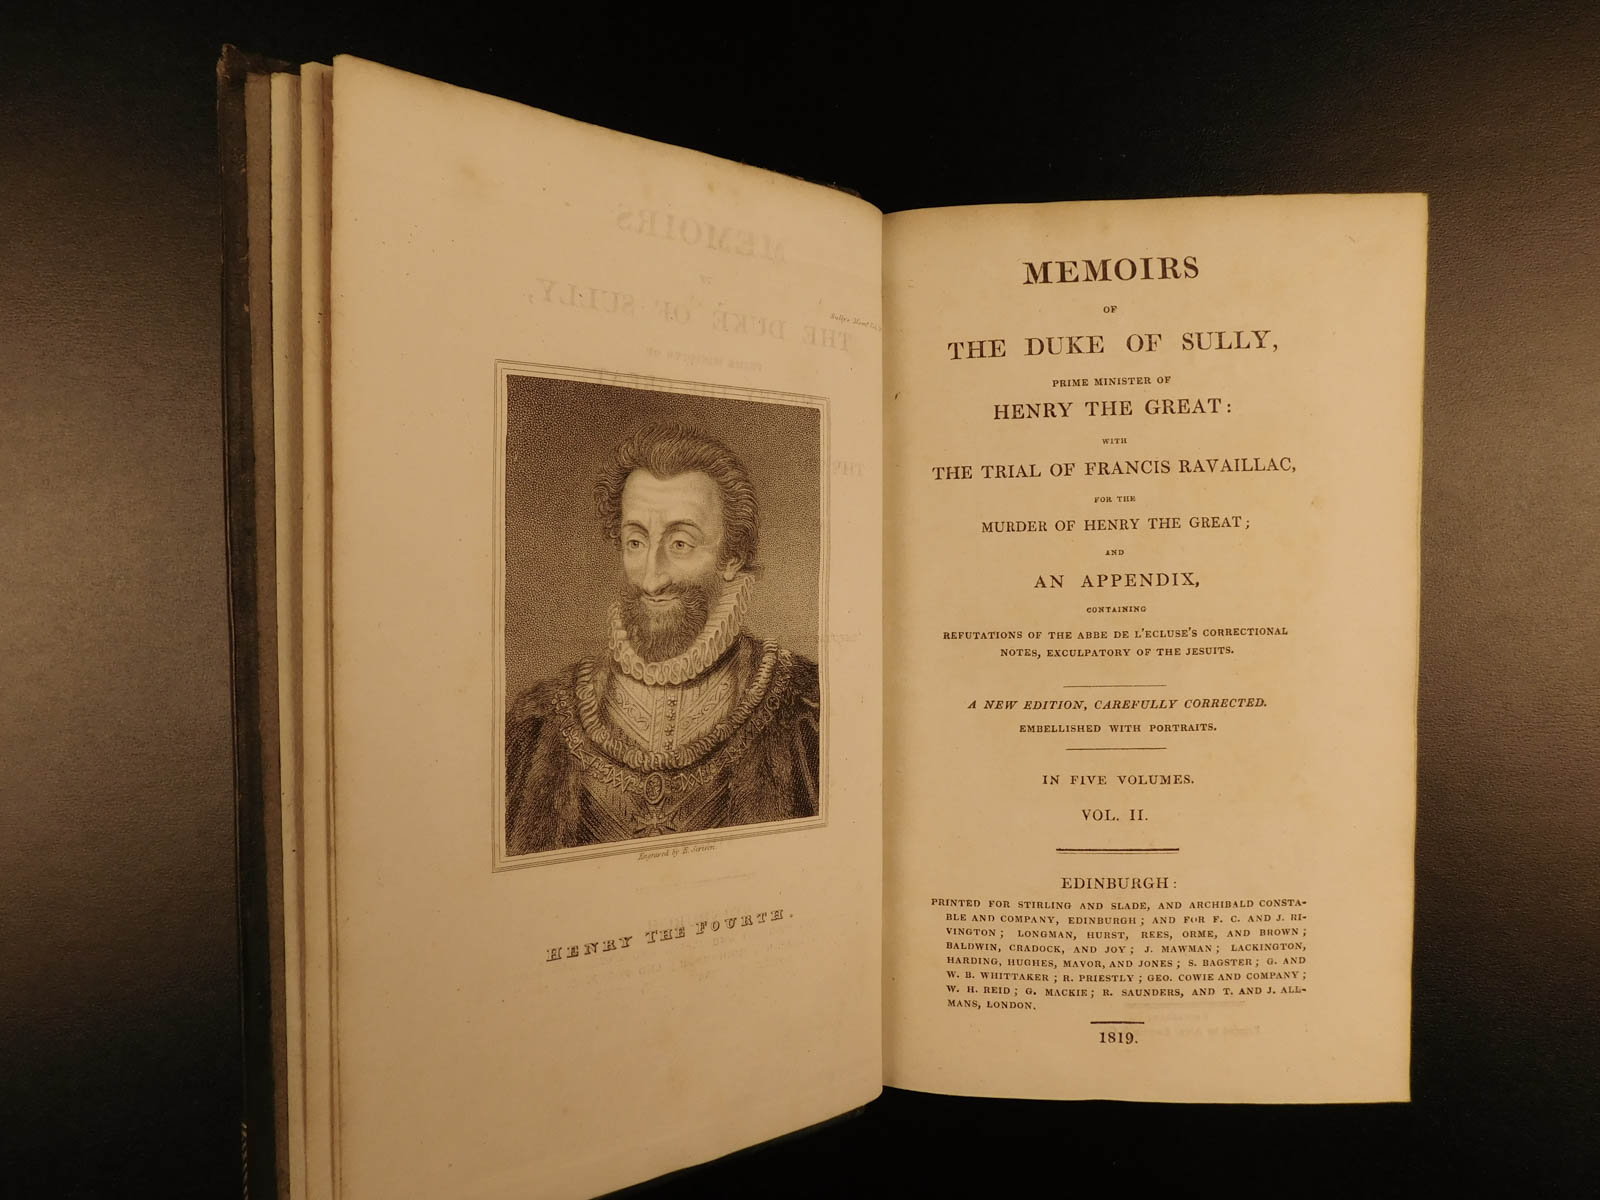 Engraved by E. Scriven.
HENRY THE FOURTH.
MEMOIRS
OF
THE DUKE OF SULLY,
PRIME MINISTER OF
HENRY THE GREAT:
WITH
THE TRIAL OF FRANCIS RAVAILLAC,
FOR THE
MURDER OF HENRY THE GREAT;
AND
AN APPENDIX,
CONTAINING
REFUTATIONS OF THE ABBE DE L'ECLUSE'S CORRECTIONAL
NOTES, EXCULPATORY OF THE JESUITS.
A NEW EDITION, CAREFULLY CORRECTED.
EMBELLISHED WITH PORTRAITS.
IN FIVE VOLUMES.
VOL. II.
EDINBURGH:
PRINTED FOR STIRLING AND SLADE, AND ARCHIBALD CONSTA-
BLE AND COMPANY, EDINBURGH; AND FOR F. C. AND J. RI-
VINGTON; LONGMAN, HURST, REES, ORME, AND BROWN;
BALDWIN, CRADOCK, AND JOY; J. MAWMAN; LACKINGTON,
HARDING, HUGHES, MAVOR, AND JONES; S. BAGSTER; G. AND
W. B. WHITTAKER; R. PRIESTLY; GEO. COWIE AND COMPANY;
W. H. REID; G. MACKIE; R. SAUNDERS, AND T. AND J. ALL-
MANS, LONDON.
1819.